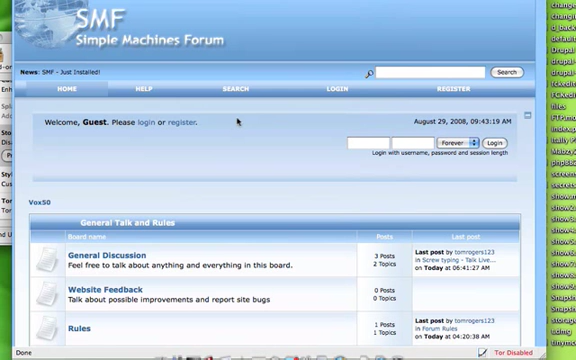 SMF
Simple Machines Forum
News: SMF - Just Installed!
Search
HOME HELP SEARCH LOGIN REGISTER
Welcome, Guest. Please login or register.
August 29, 2008, 09:43:19 AM
Forever Login
Login with username, password and session length
Vox50
General Talk and Rules
Board name Posts Last post
General Discussion
Feel free to talk about anything and everything in this board.
3 Posts
2 Topics
Last post by tomrogers123
in Screw typing - Talk Live...
on Today at 06:41:27 AM
Website Feedback
Talk about possible improvements and report site bugs
0 Posts
0 Topics
Rules
1 Posts
1 Topics
Last post by tomrogers123
in Forum Rules
on Today at 04:20:38 AM
Done
Tor Disabled